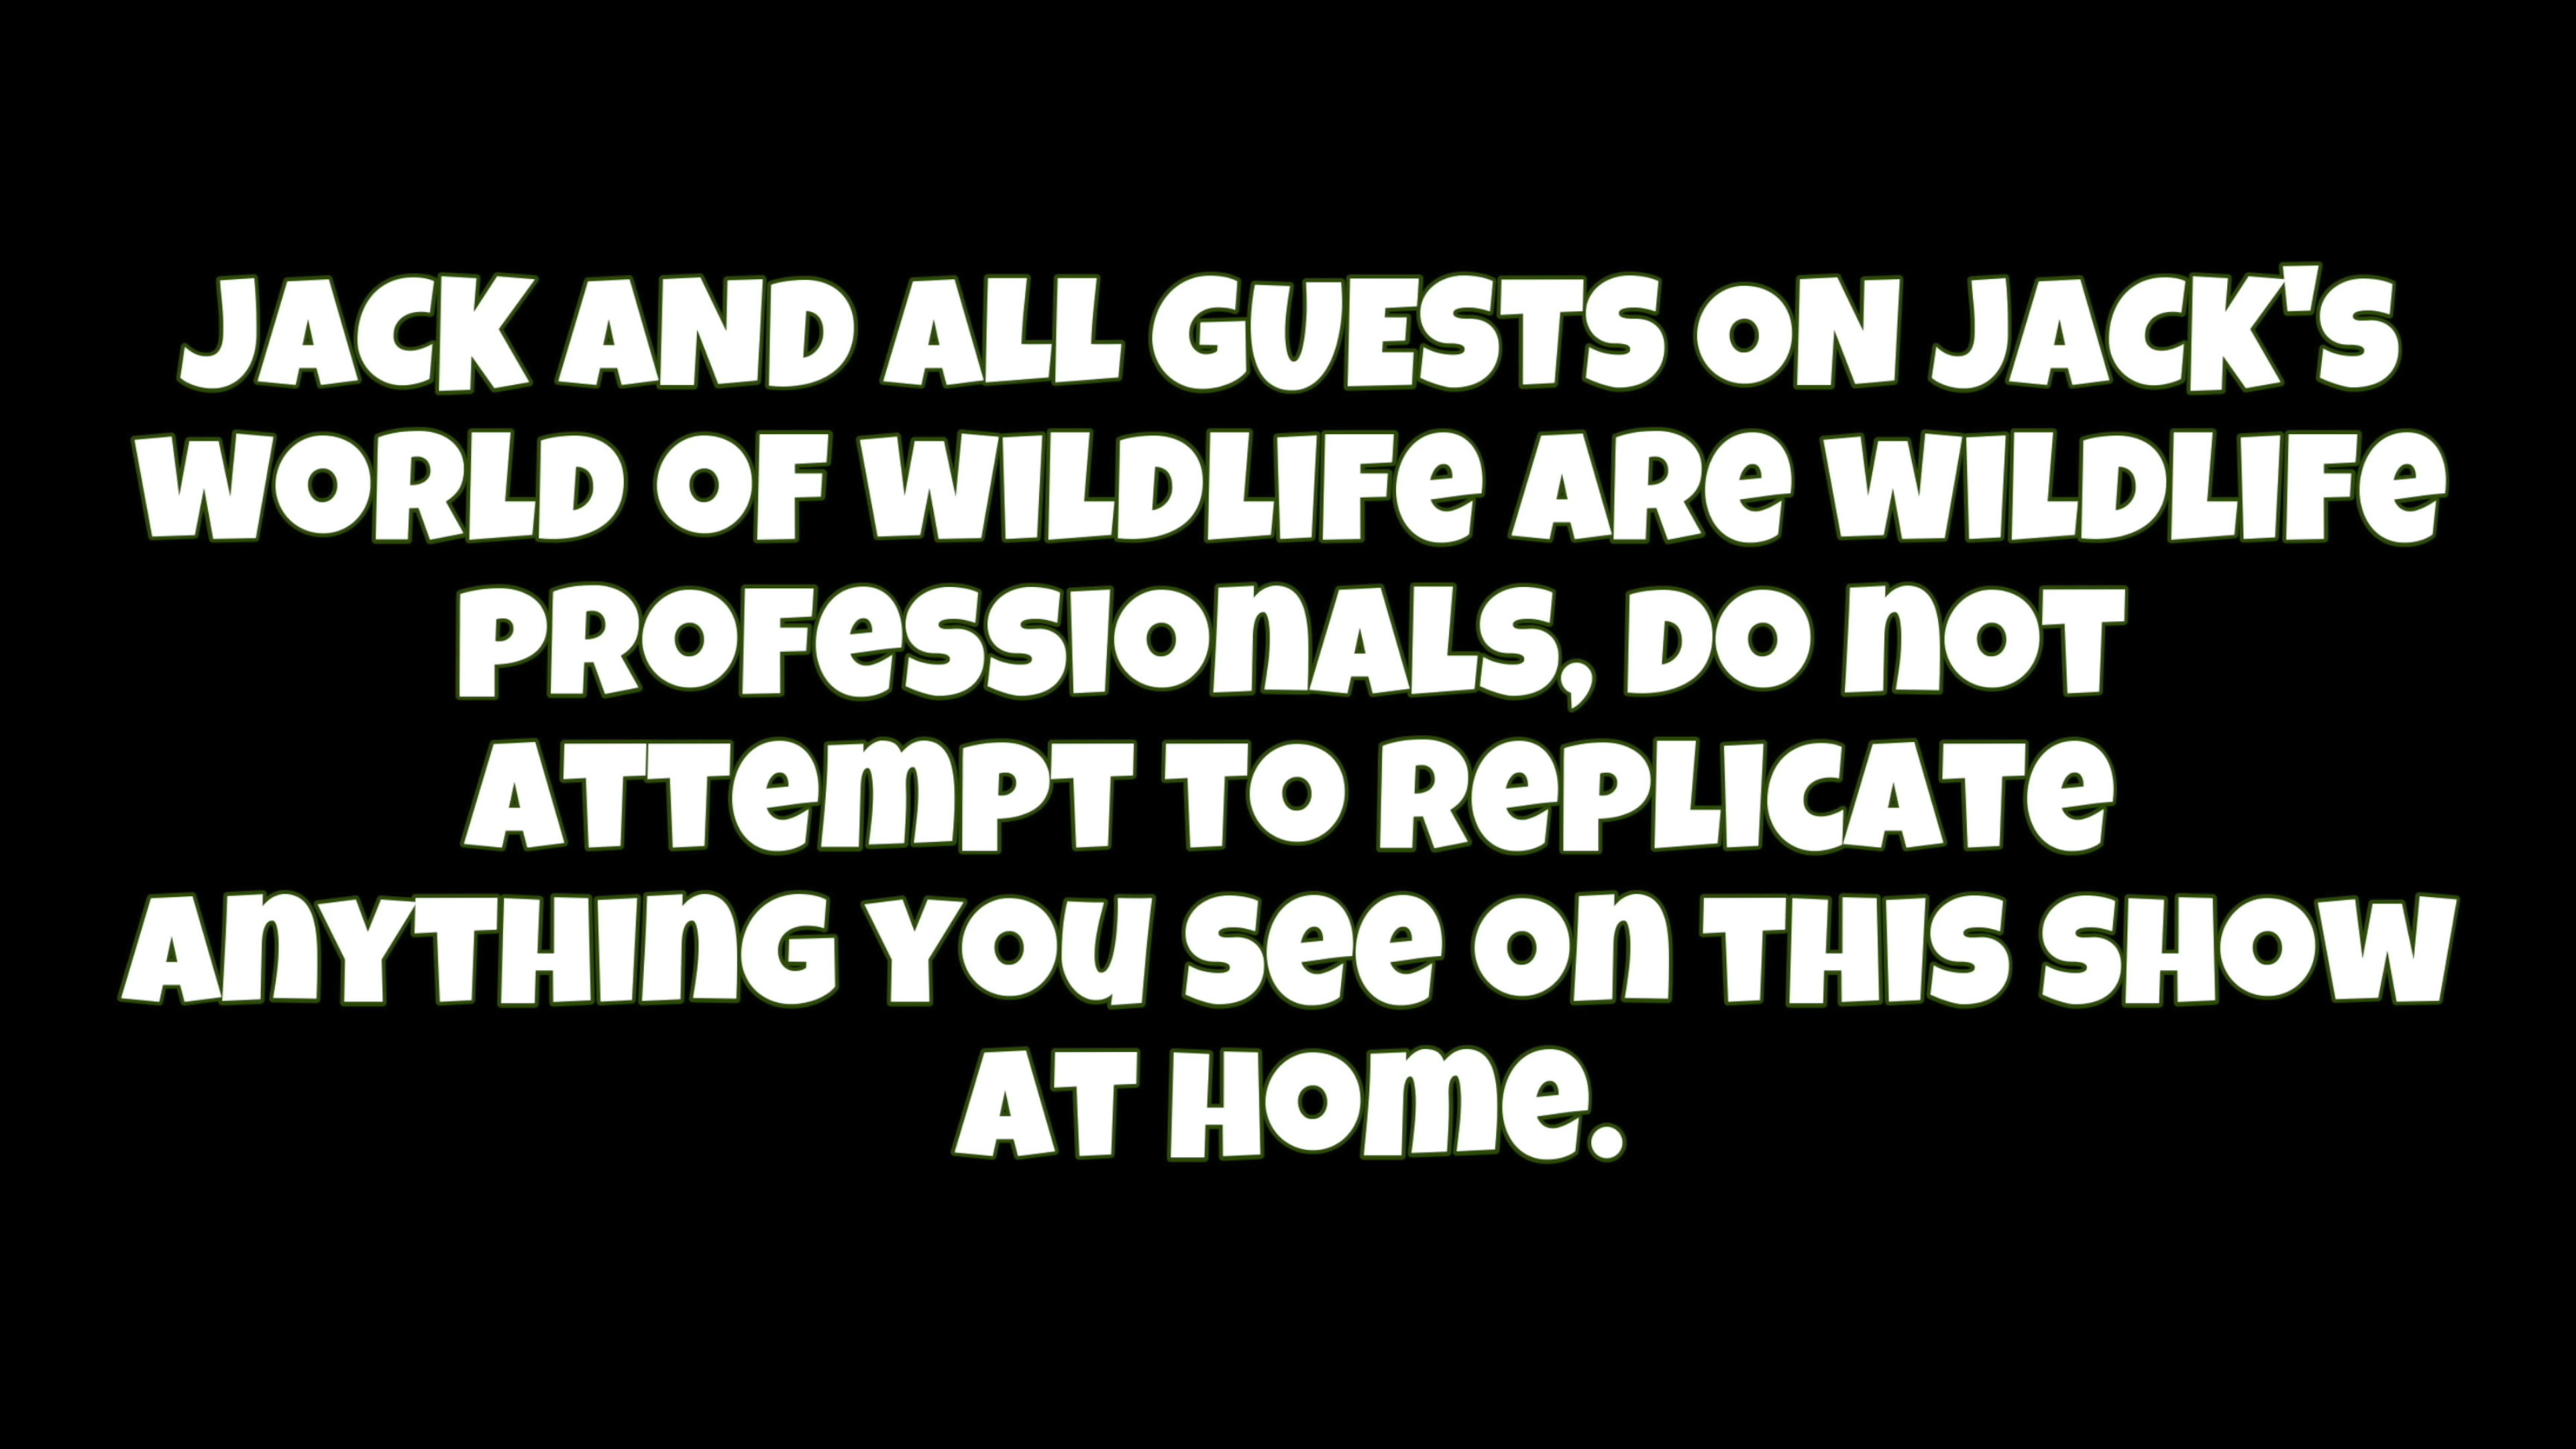 JACK AND ALL GUESTS ON JACK'S
WORLD OF WILDLIFE ARE WILDLIFE
PROFESSIONALS, DO NOT
ATTEMPT TO REPLICATE
ANYTHING YOU SEE ON THIS SHOW
AT HOME.